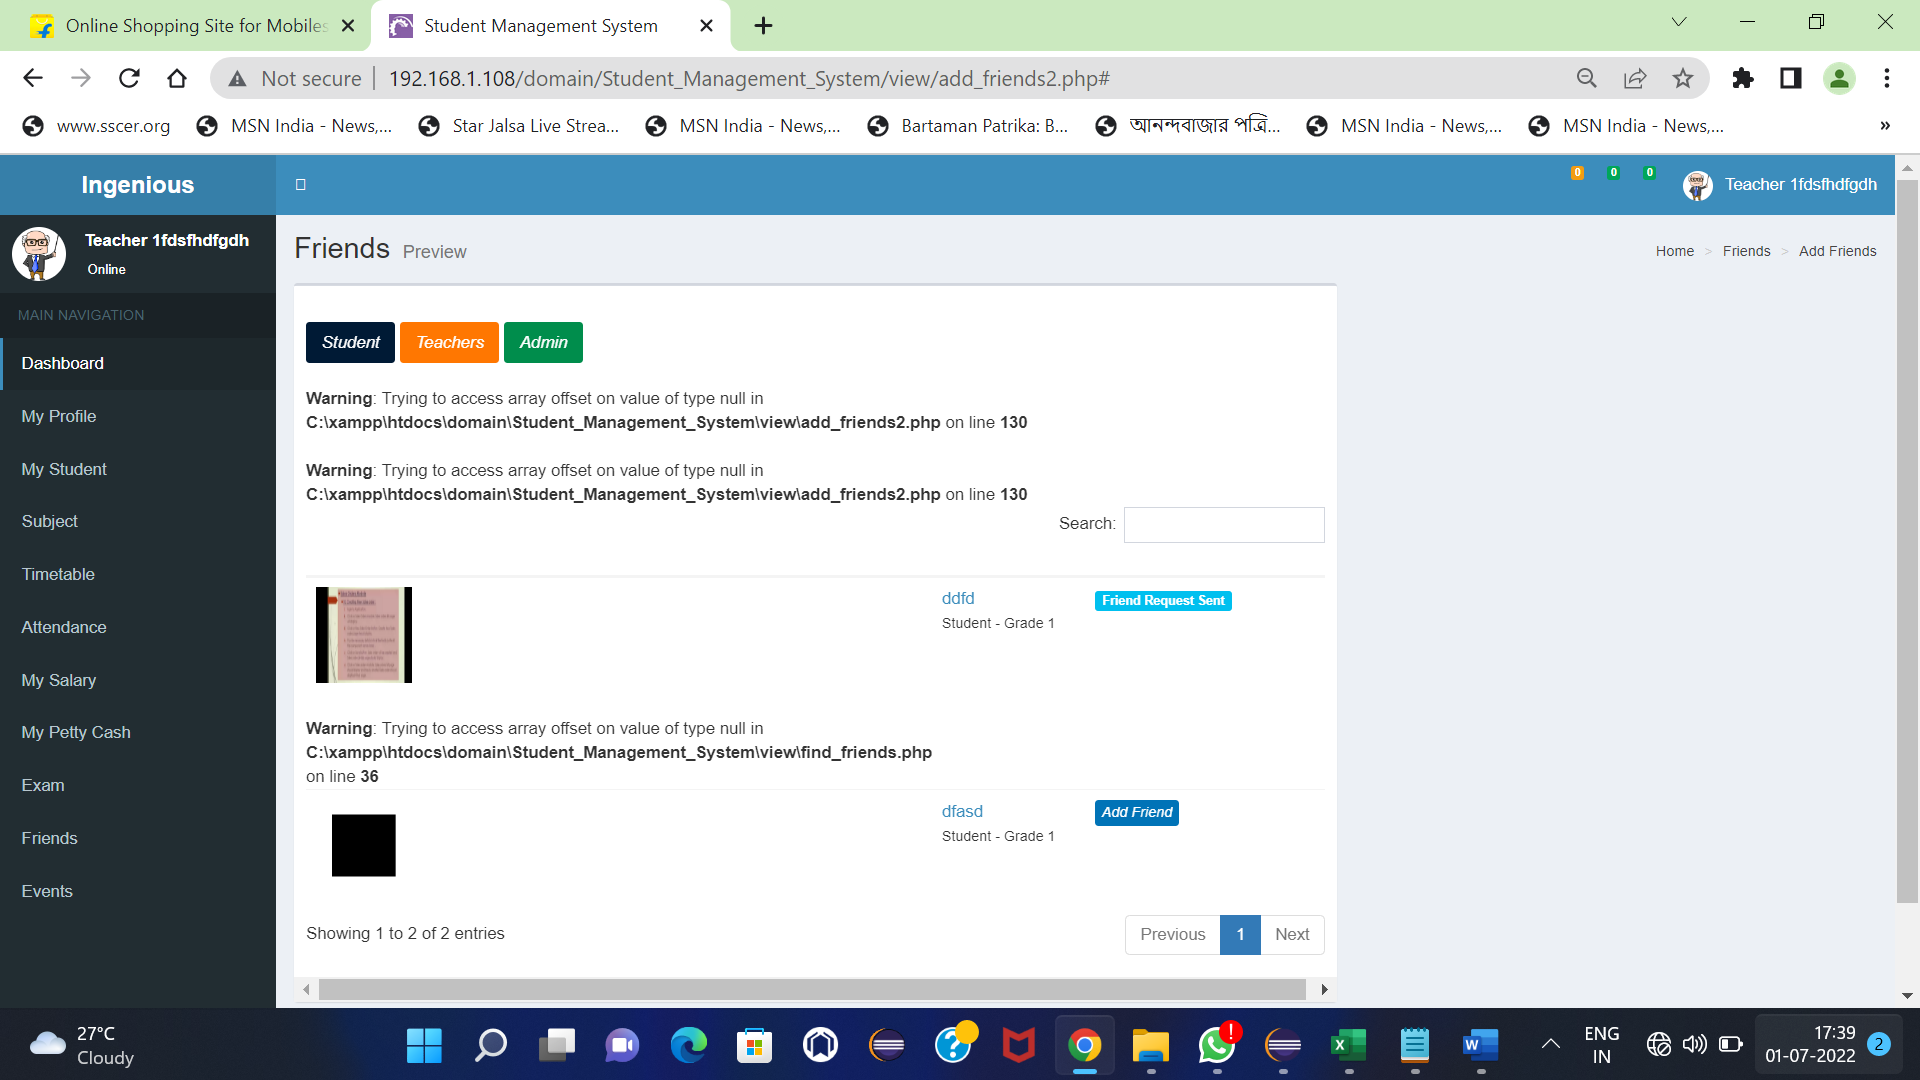 Online Shopping Site for Mobiles
Student Management System
Not secure
192.168.1.108/domain/Student_Management_System/view/add_friends2.php#
www.sscer.org
MSN India - News,...
Star Jalsa Live Strea...
MSN India - News,...
Bartaman Patrika: B...
আনন্দবাজার পত্রি...
MSN India - News,...
MSN India - News,...
»
Ingenious
0
0
0
Teacher 1fdsfhdfgdh
Teacher 1fdsfhdfgdh
Online
MAIN NAVIGATION
Dashboard
My Profile
My Student
Subject
Timetable
Attendance
My Salary
My Petty Cash
Exam
Friends
Events
Friends Preview
Home > Friends > Add Friends
Student
Teachers
Admin
Warning: Trying to access array offset on value of type null in
C:\xampp\htdocs\domain\Student_Management_System\view\add_friends2.php on line 130
Warning: Trying to access array offset on value of type null in
C:\xampp\htdocs\domain\Student_Management_System\view\add_friends2.php on line 130
Search:
ddfd
Student - Grade 1
Friend Request Sent
Warning: Trying to access array offset on value of type null in
C:\xampp\htdocs\domain\Student_Management_System\view\find_friends.php
on line 36
dfasd
Student - Grade 1
Add Friend
Showing 1 to 2 of 2 entries
Previous
1
Next
27°C
Cloudy
ENG
IN
17:39
01-07-2022
2